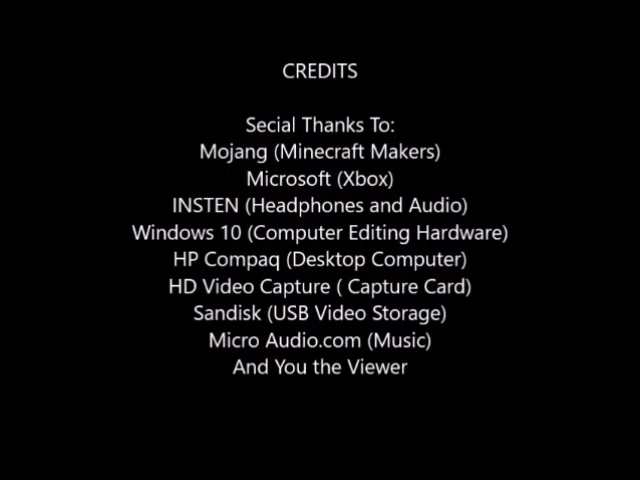 CREDITS
Secial Thanks To:
Mojang (Minecraft Makers)
Microsoft (Xbox)
INSTEN (Headphones and Audio)
Windows 10 (Computer Editing Hardware)
HP Compaq (Desktop Computer)
HD Video Capture ( Capture Card)
Sandisk (USB Video Storage)
Micro Audio.com (Music)
And You the Viewer